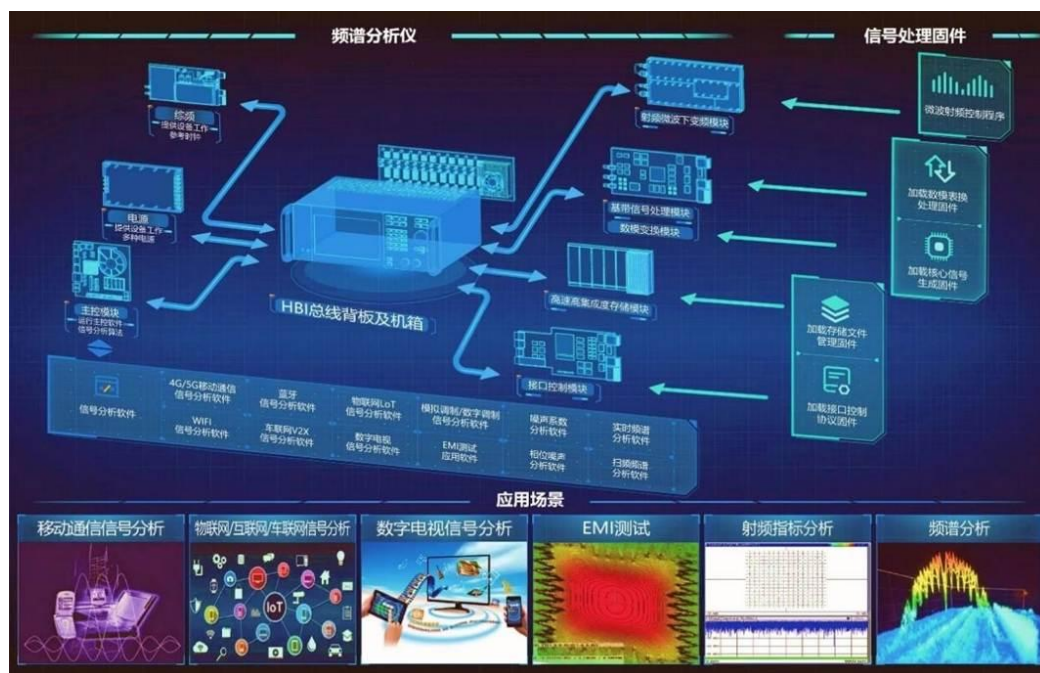 频谱分析仪
信号处理固件
综频
提供设备工作
参考时钟
电源
提供设备工作
多种电源
主控模块
运行主控软件
信号分析算法
HBI总线背板及机箱
射频微波下变频模块
基带信号处理模块
数模变换模块
高速高集成度存储模块
接口控制模块
微波射频控制程序
加载数模表换
处理固件
加载核心信号
生成固件
加载存储文件
管理固件
加载接口控制
协议固件
信号分析软件
4G/5G移动通信
信号分析软件
蓝牙
信号分析软件
物联网LoT
信号分析软件
模拟调制/数字调制
信号分析软件
噪声系数
分析软件
实时频谱
分析软件
WIFI
信号分析软件
车联网V2X
信号分析软件
数字电视
信号分析软件
EMI测试
应用软件
相位噪声
分析软件
扫频频谱
分析软件
应用场景
移动通信信号分析
物联网/互联网/车联网信号分析
数字电视信号分析
EMI测试
射频指标分析
频谱分析
IoT